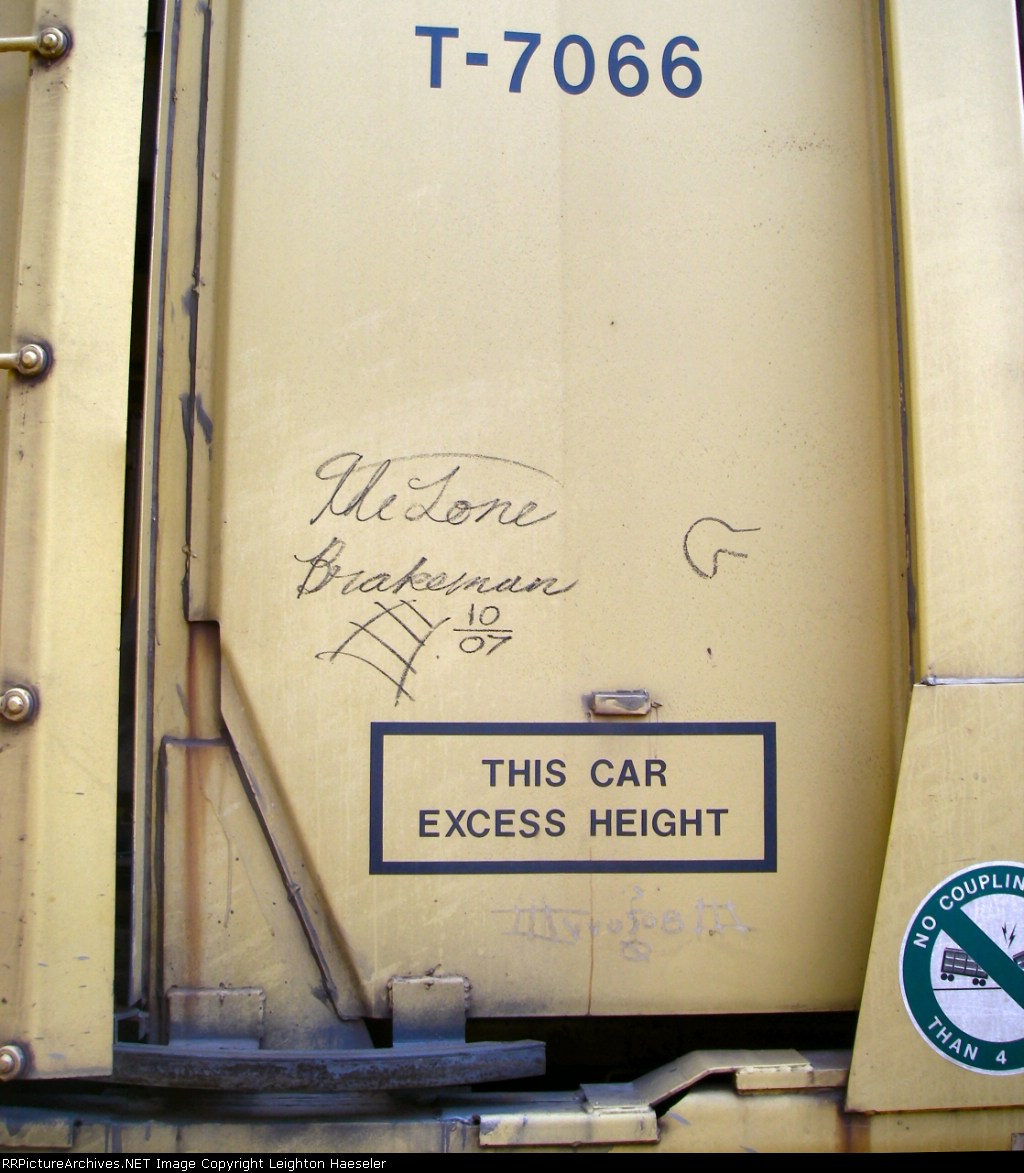 T-7066
The Lone
Brakeman
10
07
THIS CAR
EXCESS HEIGHT
NO COUPLIN
THAN 4
RRPictureArchives.NET Image Copyright Leighton Haeseler